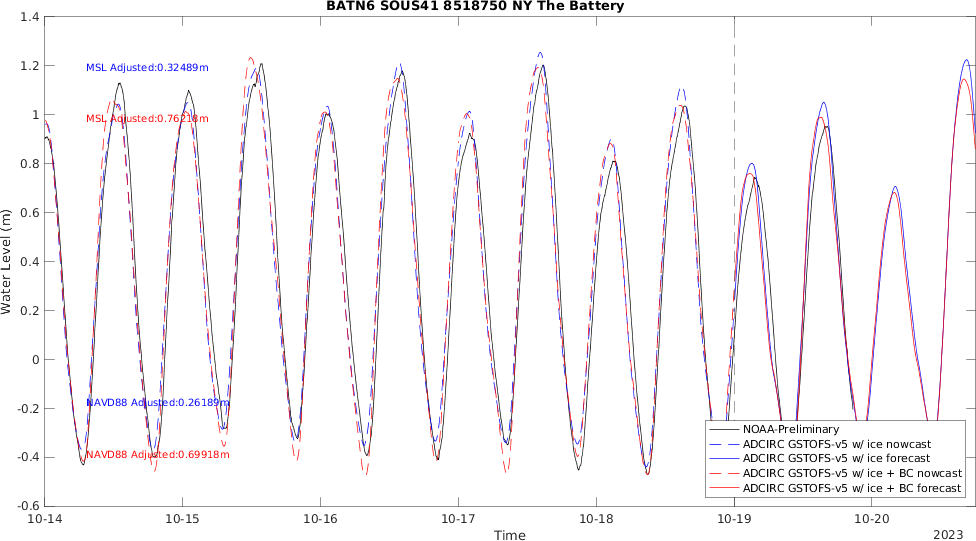 BATN6 SOUS41 8518750 NY The Battery
1.4
1.2
1
0.8
0.6
0.4
0.2
0
-0.2
-0.4
-0.6
Water Level (m)
MSL Adjusted:0.32489m
MSL Adjusted:0.76218m
NAVD88 Adjusted:0.26189m
NAVD88 Adjusted:0.69918m
NOAA-Preliminary
ADCIRC GSTOFS-v5 w/ ice nowcast
ADCIRC GSTOFS-v5 w/ ice forecast
ADCIRC GSTOFS-v5 w/ ice + BC nowcast
ADCIRC GSTOFS-v5 w/ ice + BC forecast
10-14 10-15 10-16 10-17 10-18 10-19 10-20
Time
2023